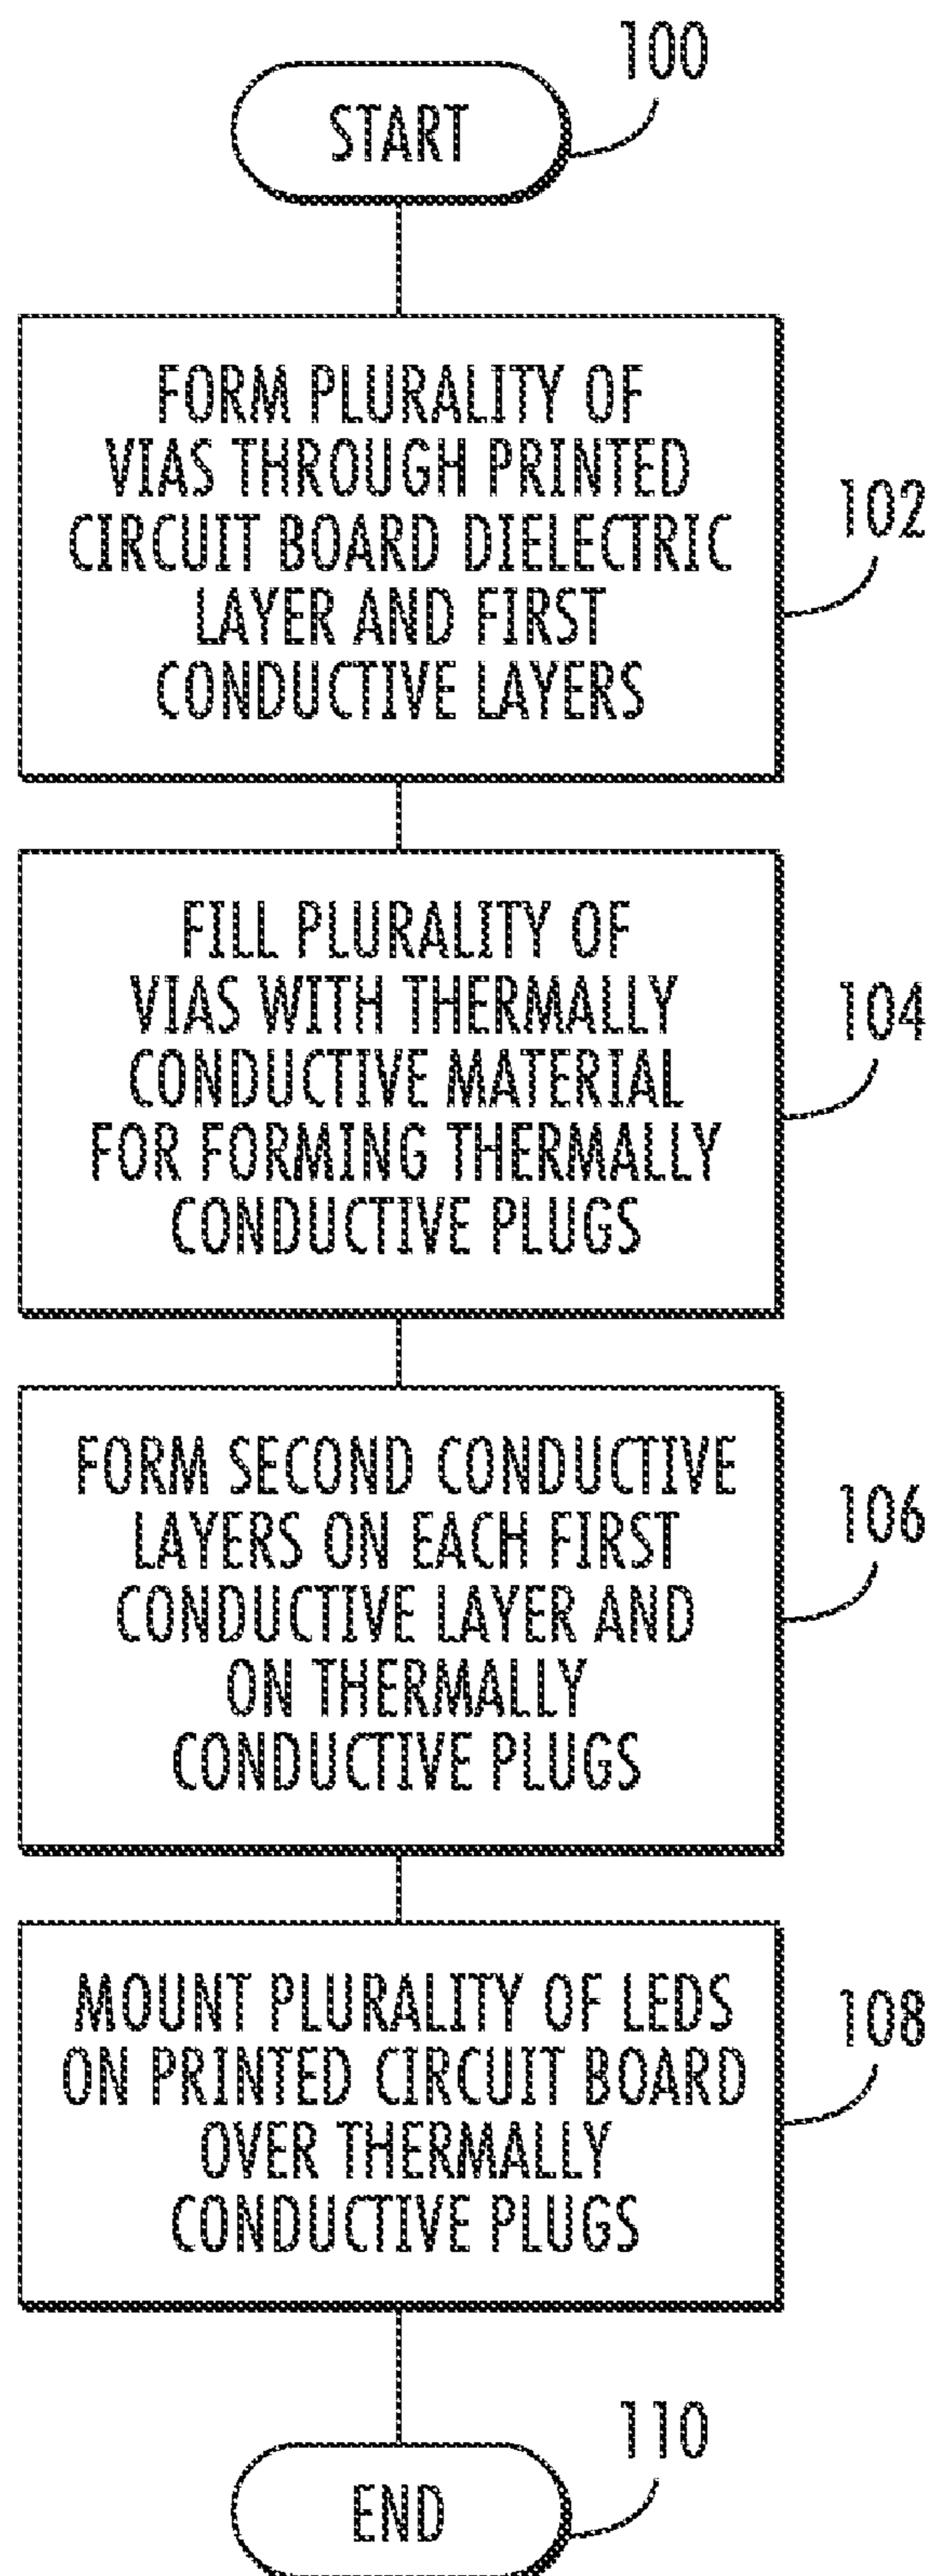 100
START
FORM PLURALITY OF
VIAS THROUGH PRINTED
CIRCUIT BOARD DIELECTRIC
LAYER AND FIRST
CONDUCTIVE LAYERS
102
FILL PLURALITY OF
VIAS WITH THERMALLY
CONDUCTIVE MATERIAL
FOR FORMING THERMALLY
CONDUCTIVE PLUGS
104
FORM SECOND CONDUCTIVE
LAYERS ON EACH FIRST
CONDUCTIVE LAYER AND
ON THERMALLY
CONDUCTIVE PLUGS
106
MOUNT PLURALITY OF LEDS
ON PRINTED CIRCUIT BOARD
OVER THERMALLY
CONDUCTIVE PLUGS
108
110
END